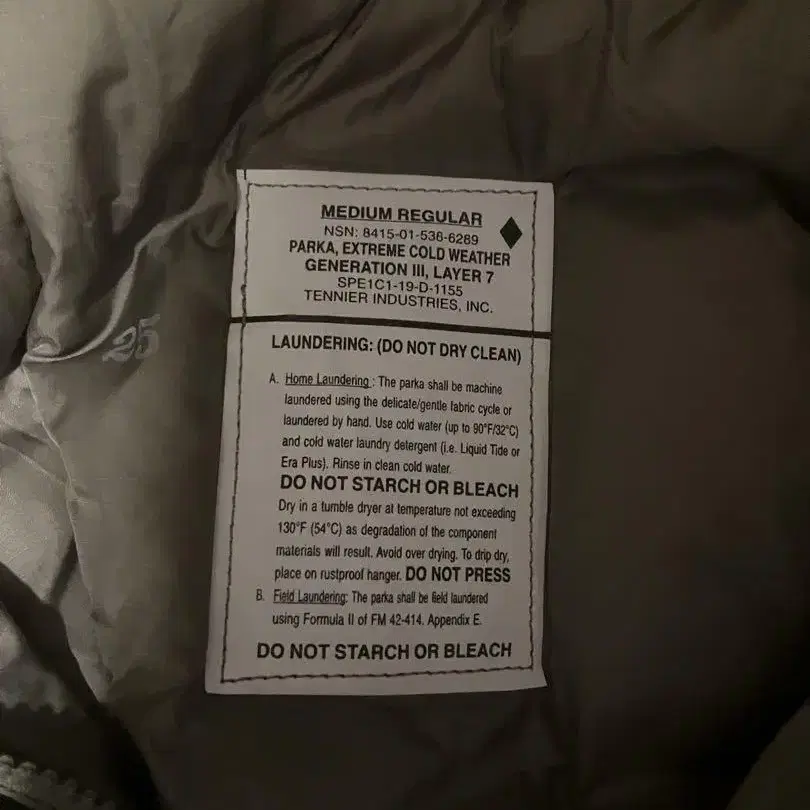 MEDIUM REGULAR
NSN: 8415-01-536-6289
PARKA, EXTREME COLD WEATHER
GENERATION III, LAYER 7
SPE1C1-19-D-1155
TENNIER INDUSTRIES, INC.
25
LAUNDERING: (DO NOT DRY CLEAN)
A. Home Laundering : The parka shall be machine
laundered using the delicate/gentle fabric cycle or
laundered by hand. Use cold water (up to 90°F/32°C)
and cold water laundry detergent (i.e. Liquid Tide or
Era Plus). Rinse in clean cold water.
DO NOT STARCH OR BLEACH
Dry in a tumble dryer at temperature not exceeding
130°F (54°C) as degradation of the component
materials will result. Avoid over drying. To drip dry,
place on rustproof hanger. DO NOT PRESS
B. Field Laundering: The parka shall be field laundered
using Formula II of FM 42-414, Appendix E.
DO NOT STARCH OR BLEACH